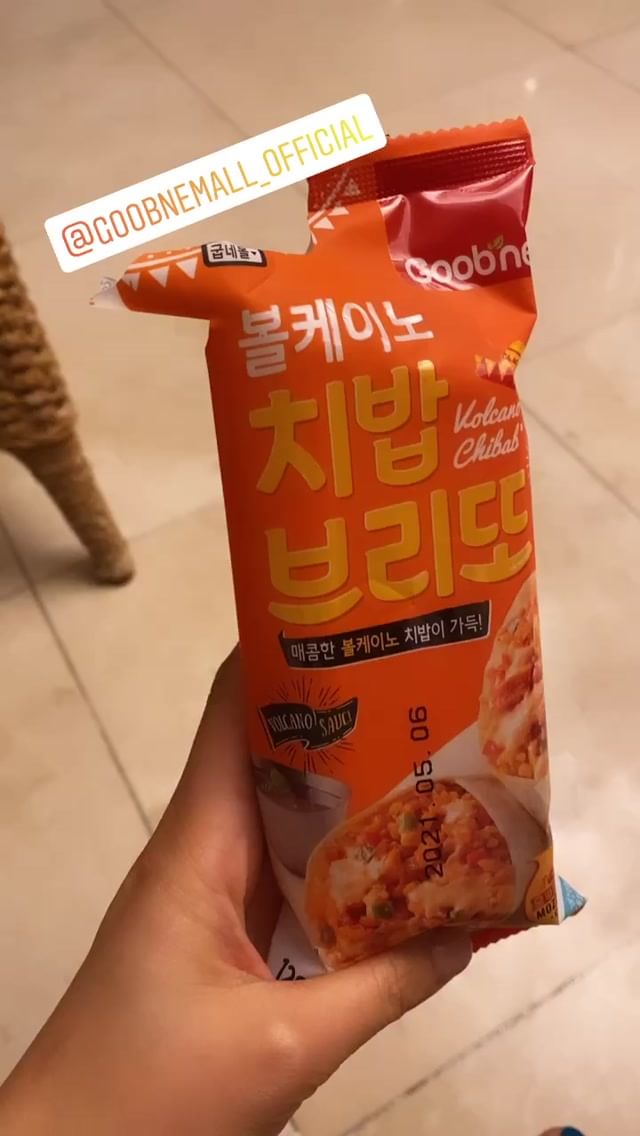 @GOOBNEMALL_OFFICIAL
Goobne
굽네몰
볼케이노
치밥
Volcano
Chibab
브리또
매콤한 볼케이노 치밥이 가득!
VOLCANO SAUCE
2021.05.06